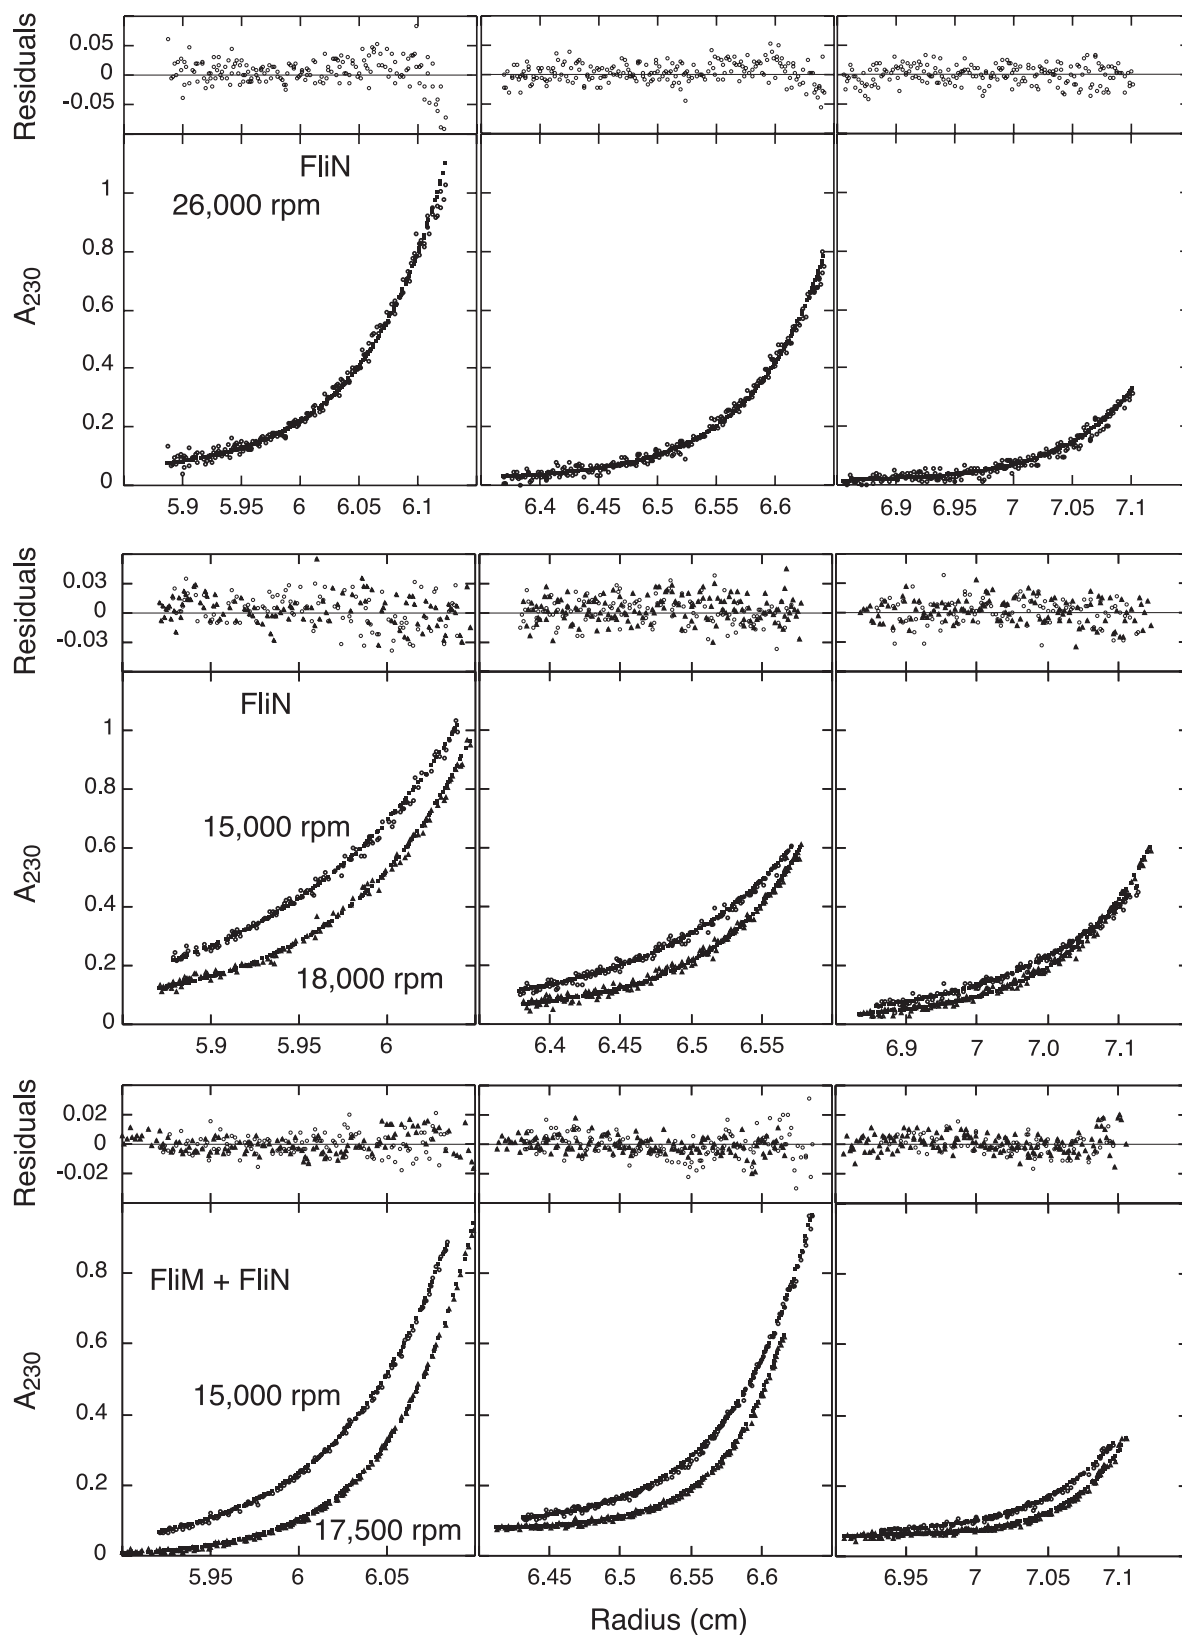 Residuals
0.05
0
-0.05
A230
FliN
26,000 rpm
1
0.8
0.6
0.4
0.2
0
5.9 5.95 6 6.05 6.1
6.4 6.45 6.5 6.55 6.6
6.9 6.95 7 7.05 7.1
Residuals
0.03
0
-0.03
A230
FliN
15,000 rpm
18,000 rpm
1
0.8
0.6
0.4
0.2
0
5.9 5.95 6
6.4 6.45 6.5 6.55
6.9 7 7.0 7.1
Residuals
0.02
0
-0.02
A230
FliM + FliN
15,000 rpm
17,500 rpm
0.8
0.6
0.4
0.2
0
5.95 6 6.05
6.45 6.5 6.55 6.6
6.95 7 7.05 7.1
Radius (cm)